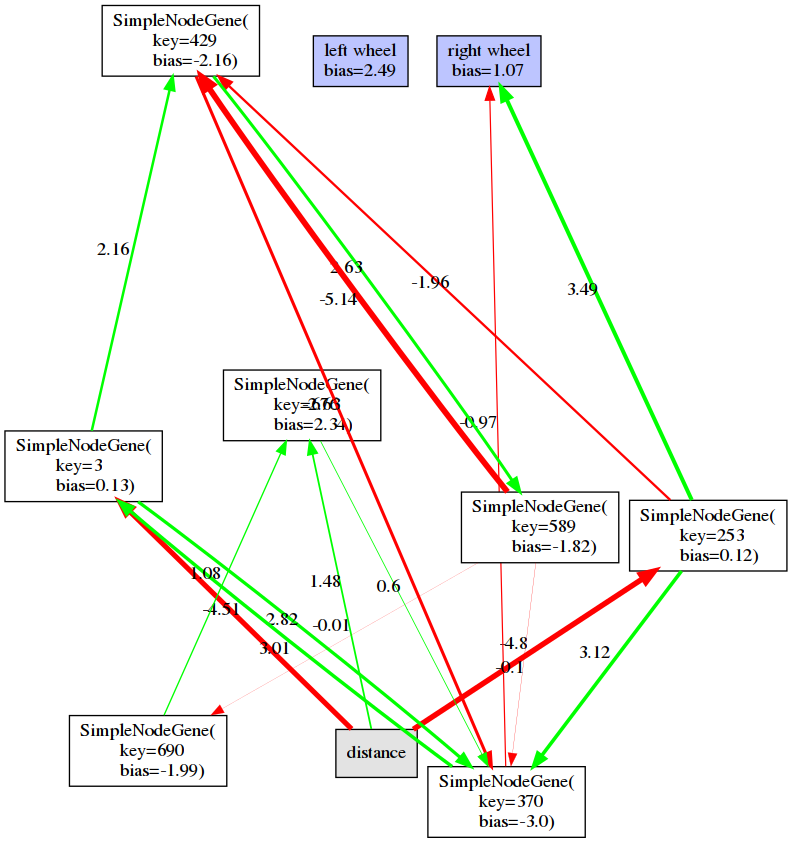 SimpleNodeGene(
key=429
bias=-2.16)
left wheel
bias=2.49
right wheel
bias=1.07
2.16
2.63
-5.14
-1.96
3.49
SimpleNodeGene(
bias=2.34)
-0.97
SimpleNodeGene(
key=3
bias=0.13)
SimpleNodeGene(
key=589
bias=-1.82)
SimpleNodeGene(
key=253
bias=0.12)
1.08
-4.51
2.82
3.01
1.48
-0.01
0.6
-4.8
-0.1
3.12
SimpleNodeGene(
key=690
bias=-1.99)
distance
SimpleNodeGene(
key=370
bias=-3.0)